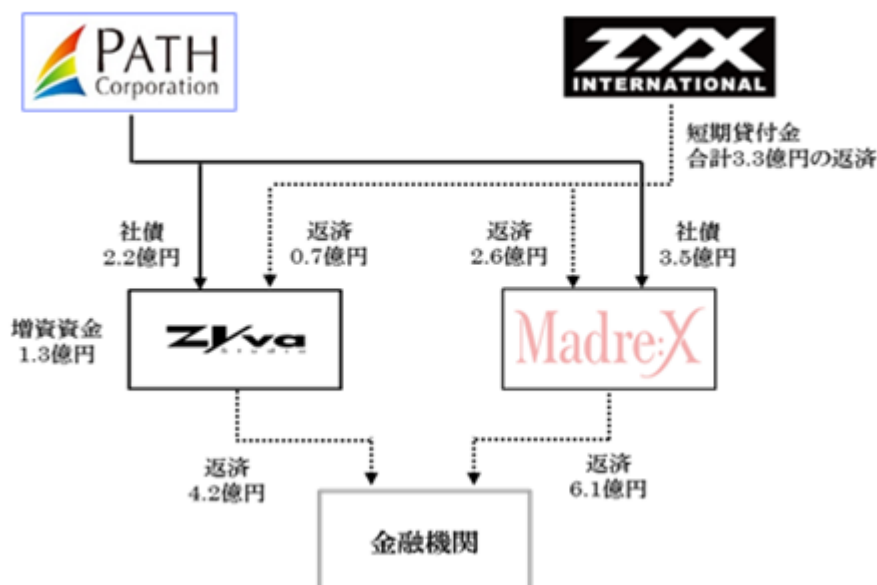 PATH
Corporation
ZYX
INTERNATIONAL
短期貸付金
合計3.3億円の返済
社債
2.2億円
返済
0.7億円
返済
2.6億円
社債
3.5億円
増資資金
1.3億円
ZYva
Studio
Madre:X
返済
4.2億円
返済
6.1億円
金融機関